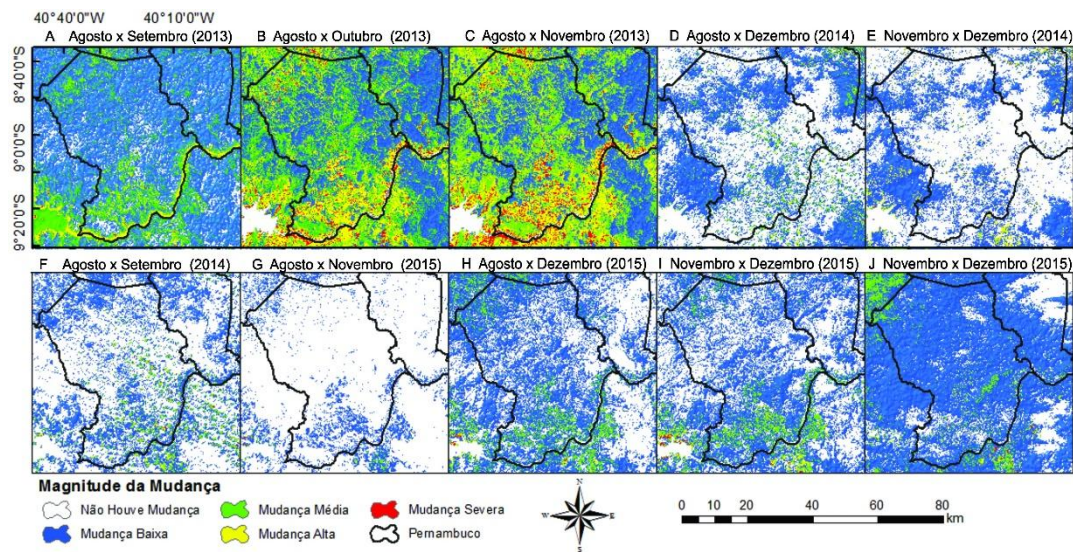 40°40'0"W 40°10'0"W
A Agosto x Setembro (2013) B Agosto x Outubro (2013) C Agosto x Novembro (2013) D Agosto x Dezembro (2014) E Novembro x Dezembro (2014)
8°40'0"S
9°0'0"S
9°20'0"S
F Agosto x Setembro (2014) G Agosto x Novembro (2015) H Agosto x Dezembro (2015) I Novembro x Dezembro (2015) J Novembro x Dezembro (2015)
Magnitude da Mudança
Não Houve Mudança Mudança Média Mudança Severa
Mudança Baixa Mudança Alta Pernambuco
N
W E
S
0 10 20 40 60 80
km